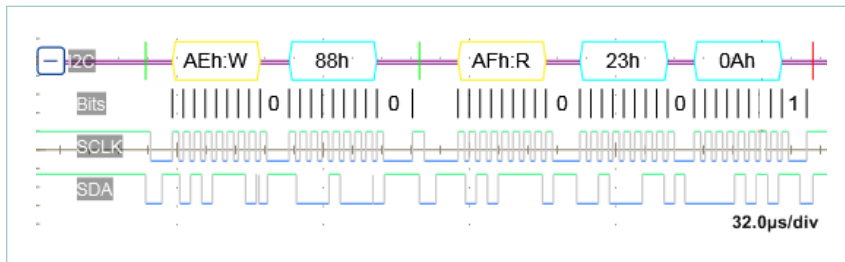 I2C AEh:W 88h AFh:R 23h 0Ah
Bits 0 0 0 0 1
SCLK
SDA
32.0µs/div